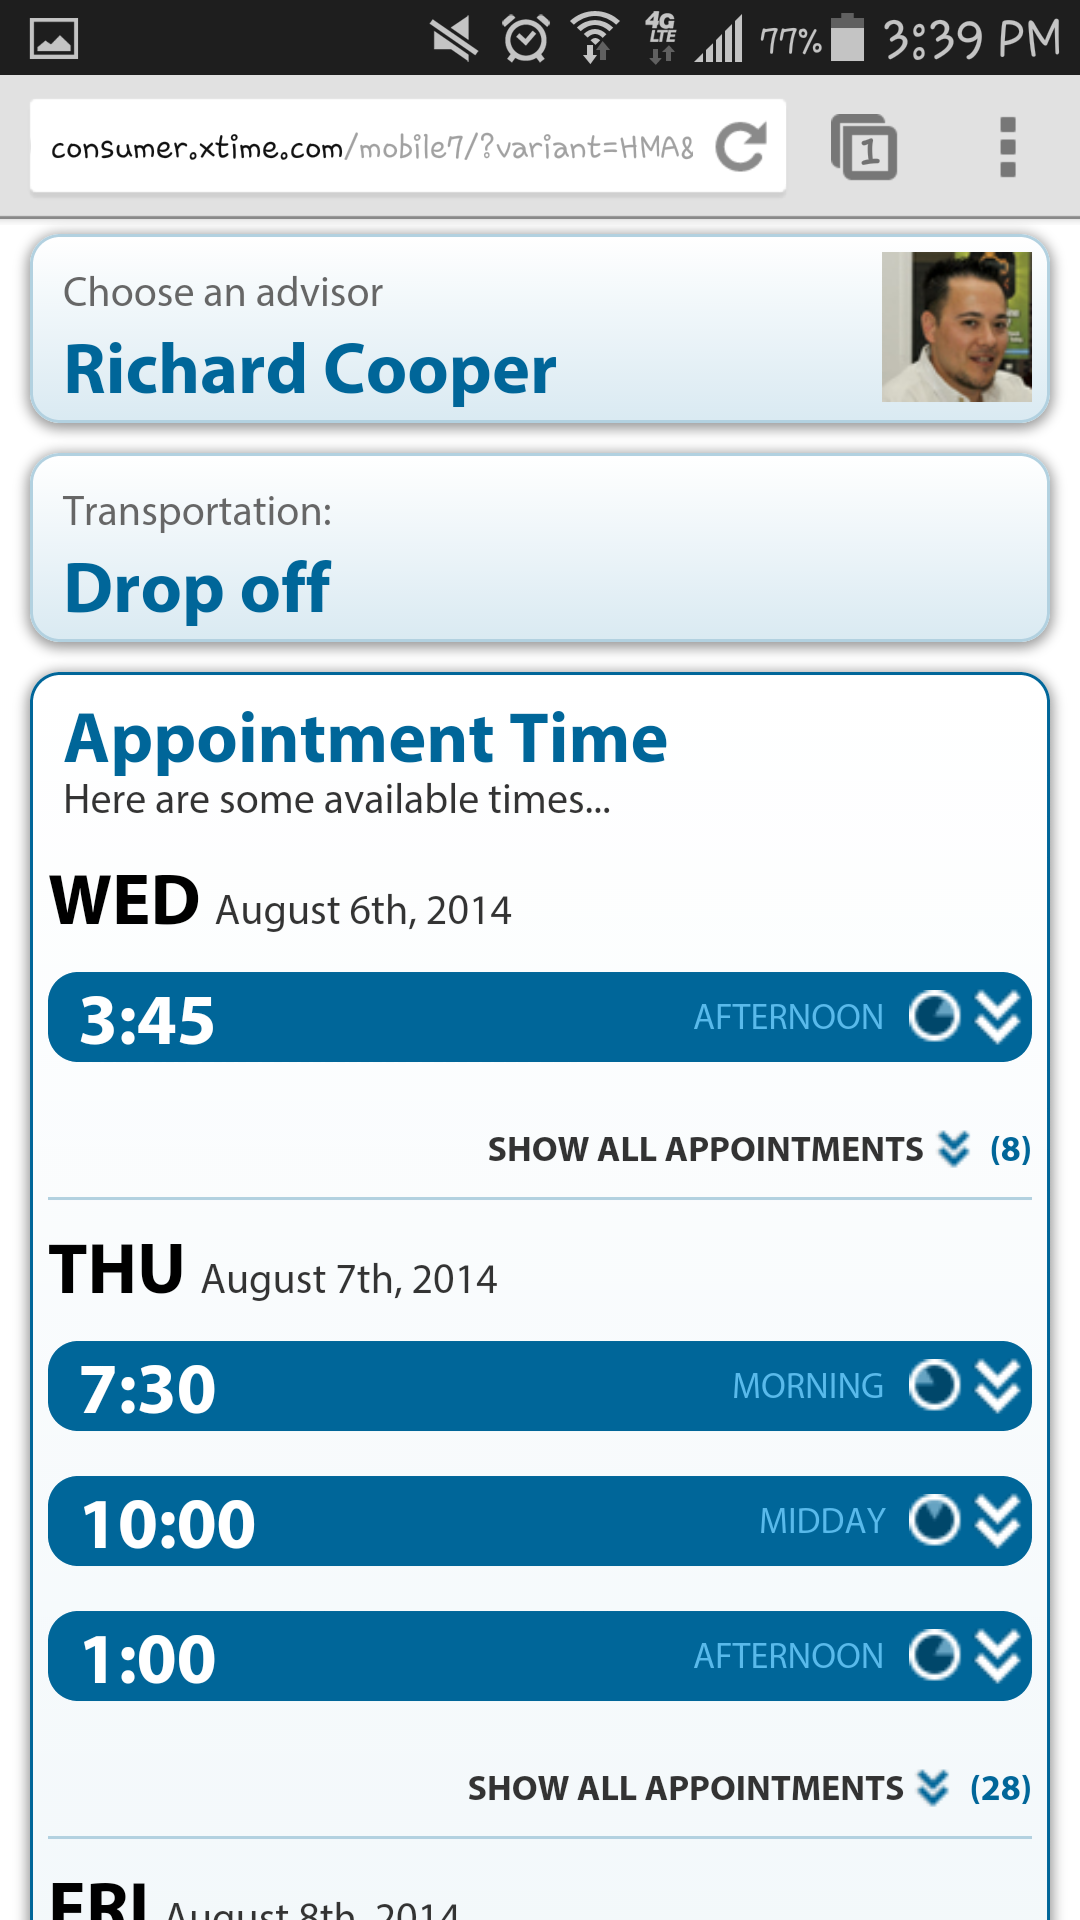 4G LTE 77% 3:39 PM
consumer.xtime.com/mobile7/?variant=HMA&
1
Choose an advisor
Richard Cooper
Transportation:
Drop off
Appointment Time
Here are some available times...
WED August 6th, 2014
3:45 AFTERNOON
SHOW ALL APPOINTMENTS (8)
THU August 7th, 2014
7:30 MORNING
10:00 MIDDAY
1:00 AFTERNOON
SHOW ALL APPOINTMENTS (28)
FRI August 8th, 2014